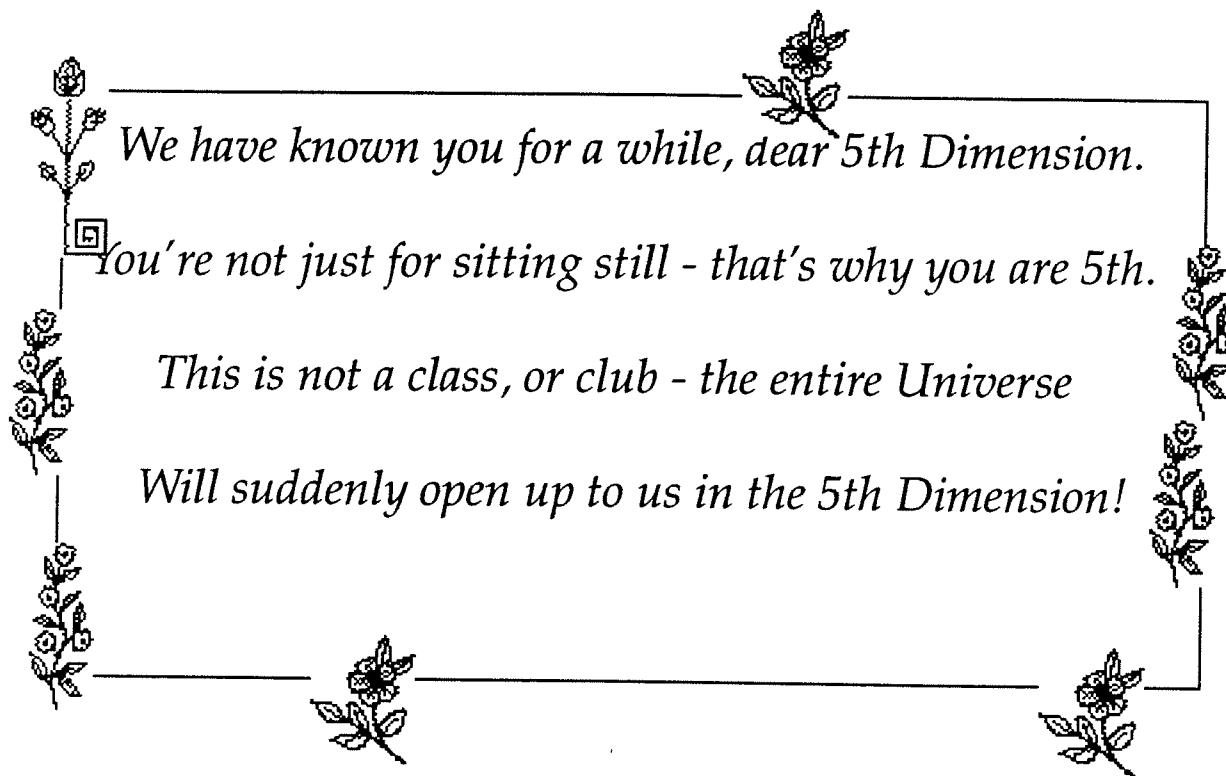 We have known you for a while, dear 5th Dimension.
You're not just for sitting still - that's why you are 5th.
This is not a class, or club - the entire Universe
Will suddenly open up to us in the 5th Dimension!